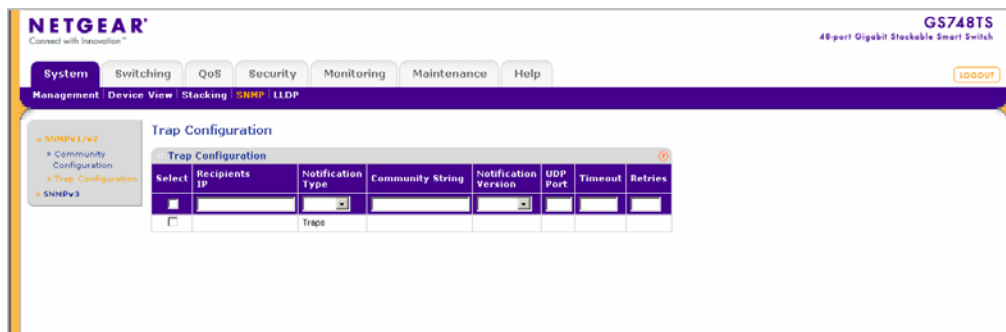 NETGEAR
Connect with Innovation™
GS748TS
48-port Gigabit Stackable Smart Switch
System Switching QoS Security Monitoring Maintenance Help
LOGOUT
Management Device View Stacking SNMP LLDP
SNMPv1/v2
Community Configuration
Trap Configuration
SNMPv3
Trap Configuration
Trap Configuration
Select Recipients IP Notification Type Community String Notification Version UDP Port Timeout Retries
Traps